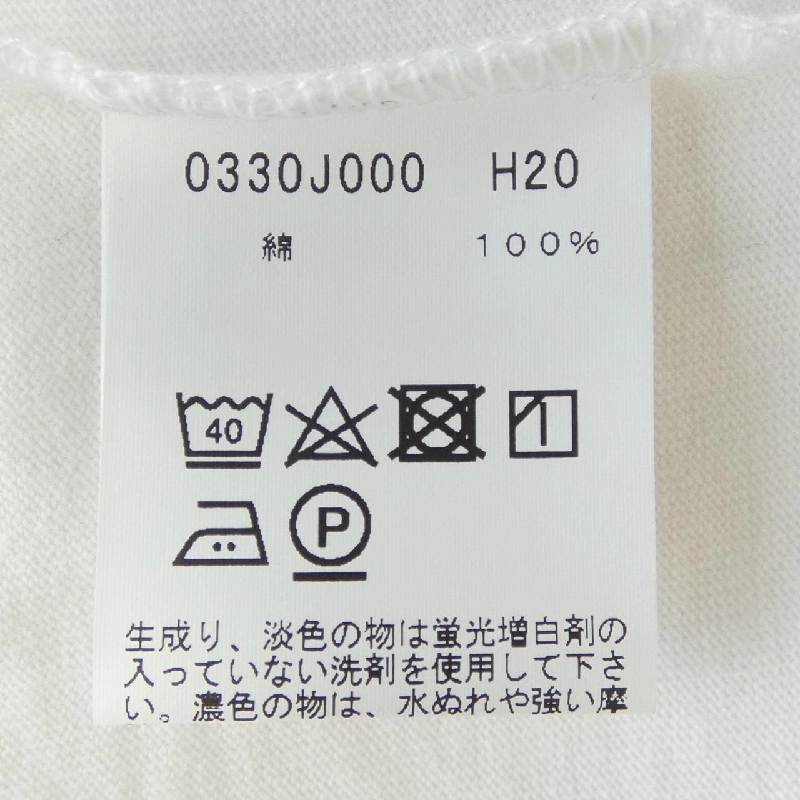 0330J000 H20
綿 100%
40
P
生成り、淡色の物は蛍光増白剤の
入っていない洗剤を使用して下さ
い。濃色の物は、水ぬれや強い摩